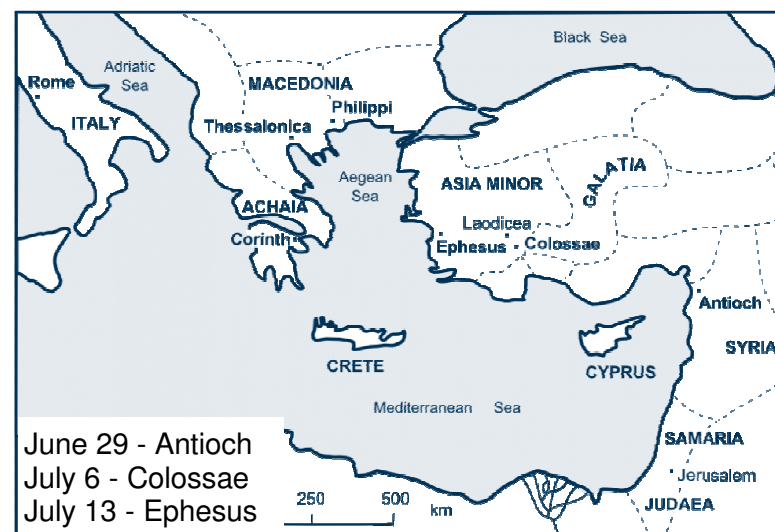 Black Sea
Adriatic
Sea
Rome
MACEDONIA
Philippi
ITALY
Thessalonica
Aegean
Sea
ASIA MINOR
GALATIA
ACHAIA
Laodicea
Corinth
Ephesus
Colossae
Antioch
SYRIA
CRETE
CYPRUS
Mediterranean Sea
SAMARIA
Jerusalem
JUDAEA
June 29 - Antioch
July 6 - Colossae
July 13 - Ephesus
250 500 km